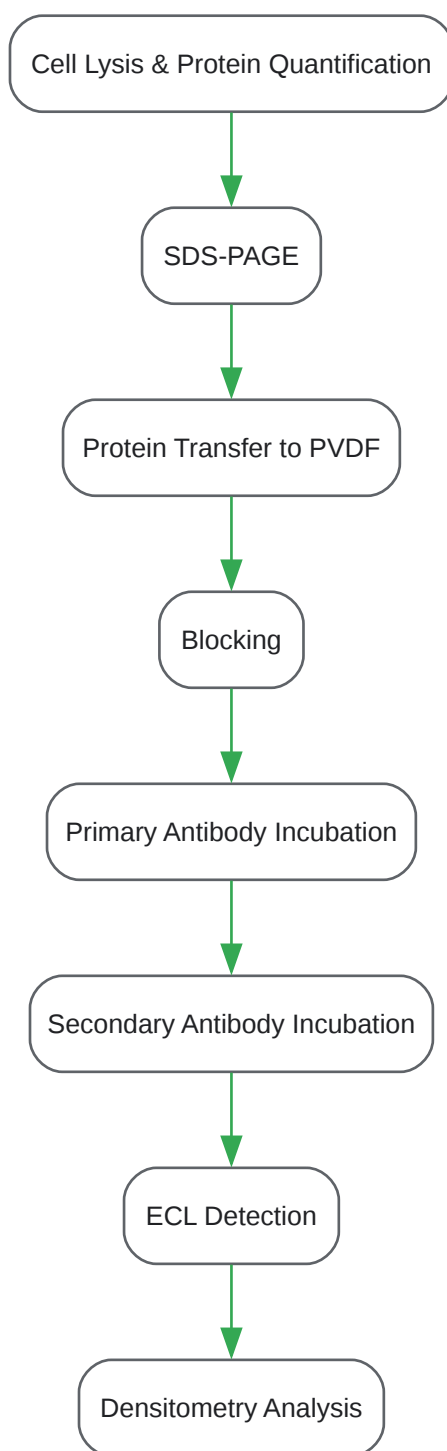 Cell Lysis & Protein Quantification
SDS-PAGE
Protein Transfer to PVDF
Blocking
Primary Antibody Incubation
Secondary Antibody Incubation
ECL Detection
Densitometry Analysis